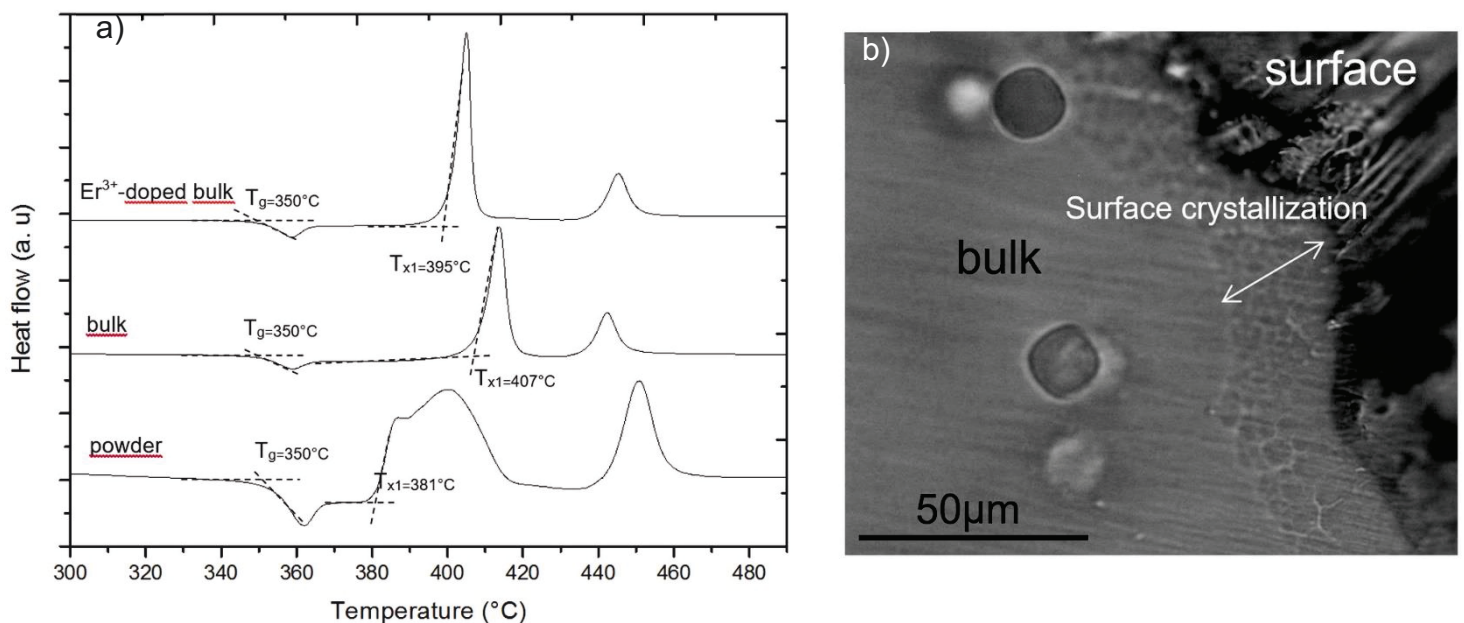 a)
Er³⁺-doped bulk
Tg=350°C
Tx1=395°C
bulk
Tg=350°C
Tx1=407°C
powder
Tg=350°C
Tx1=381°C
Heat flow (a. u)
300 320 340 360 380 400 420 440 460 480
Temperature (°C)
b)
surface
Surface crystallization
bulk
50µm